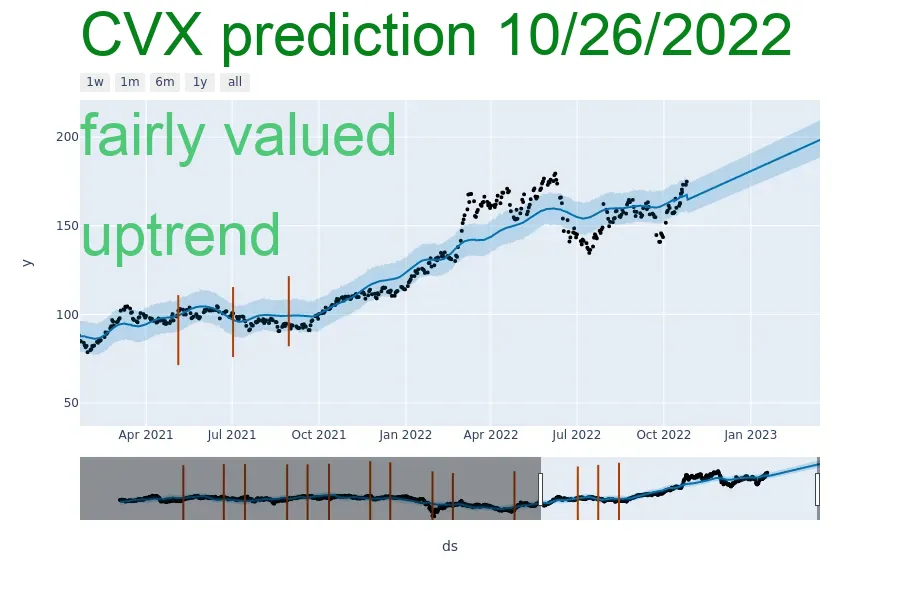 CVX prediction 10/26/2022
1w 1m 6m 1y all
fairly valued
uptrend
200
150
100
50
y
Apr 2021 Jul 2021 Oct 2021 Jan 2022 Apr 2022 Jul 2022 Oct 2022 Jan 2023
ds